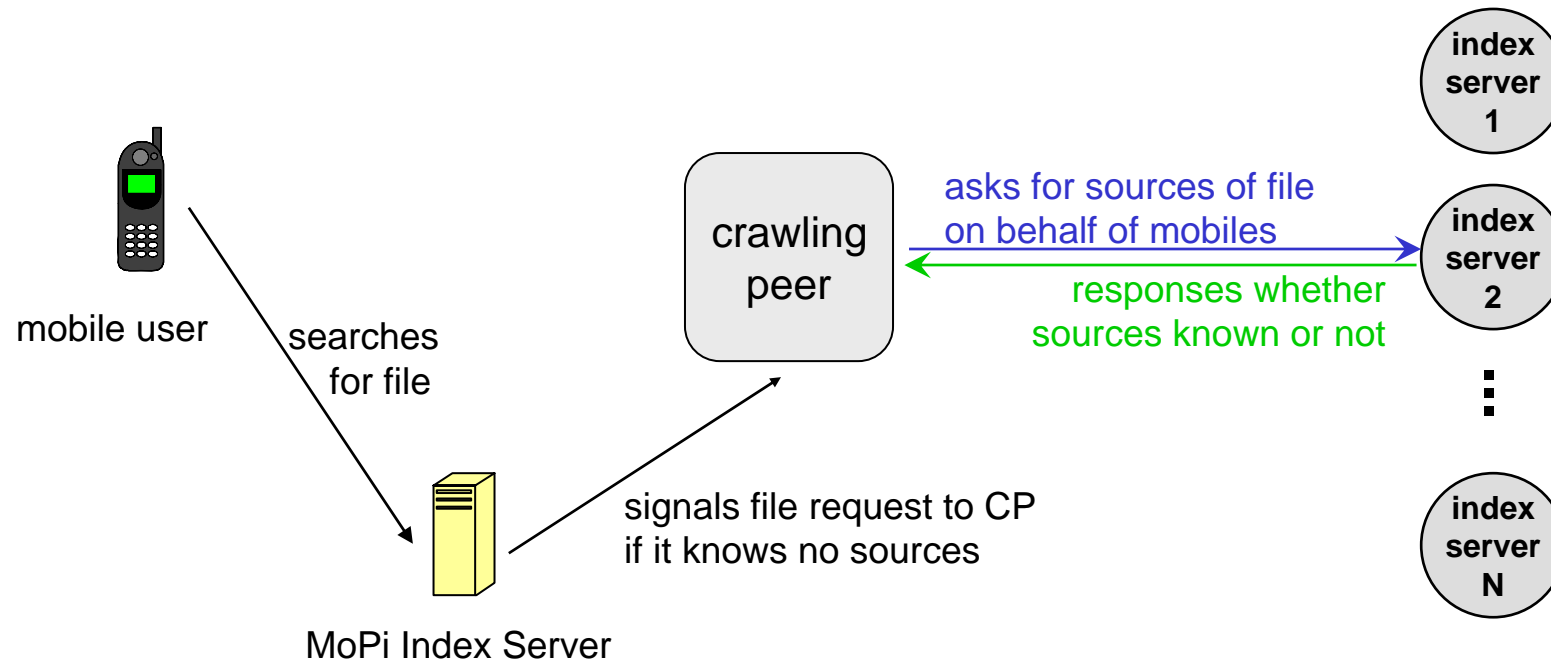 mobile user
searches
for file
MoPi Index Server
signals file request to CP
if it knows no sources
crawling
peer
asks for sources of file
on behalf of mobiles
responses whether
sources known or not
index
server
1
index
server
2
index
server
N